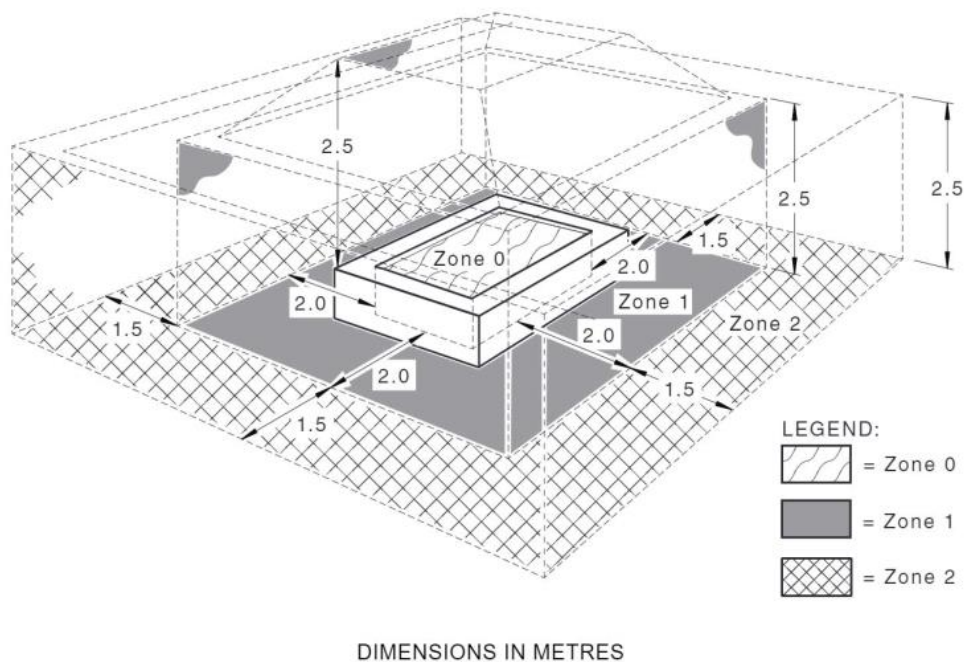 2.5
2.5
2.5
1.5
Zone 0
2.0
2.0
Zone 1
1.5
Zone 2
2.0
2.0
1.5
1.5
LEGEND:
= Zone 0
= Zone 1
= Zone 2
DIMENSIONS IN METRES